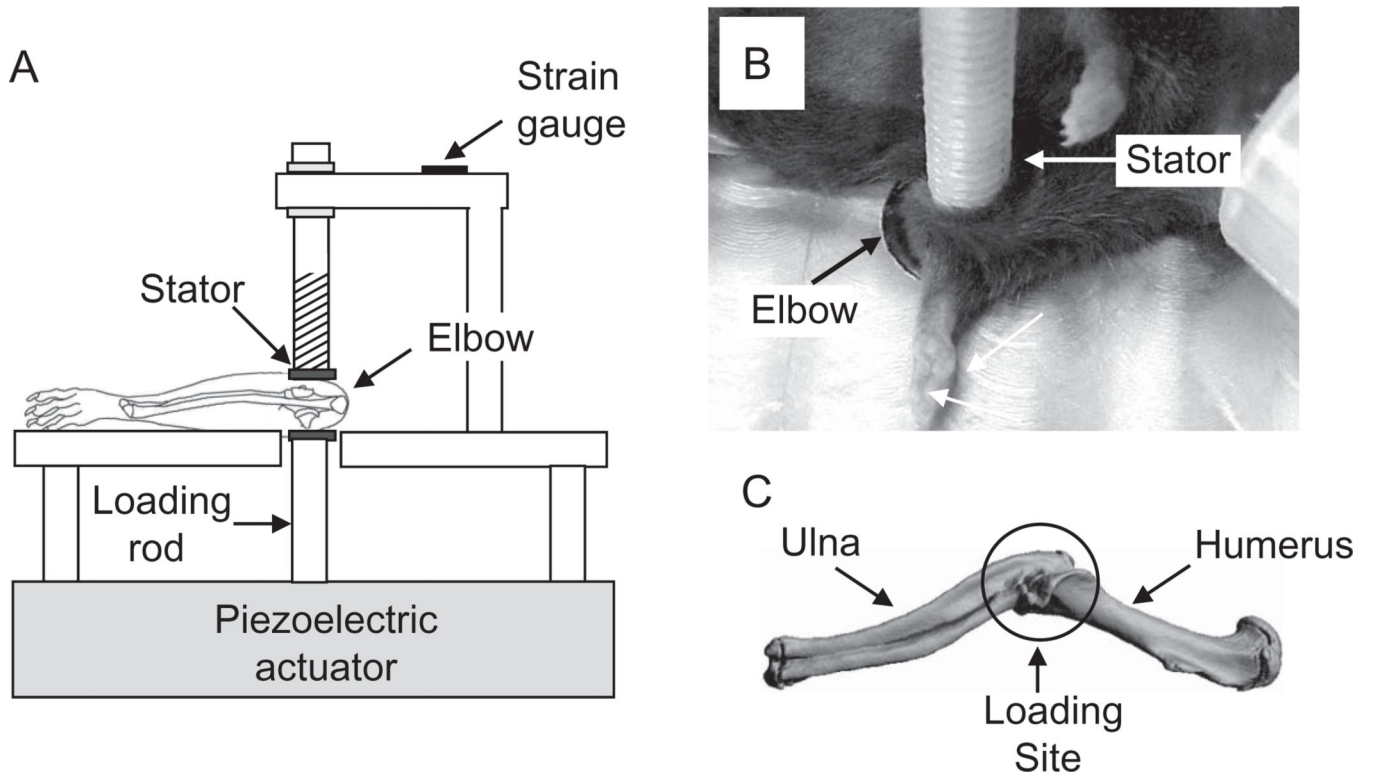 A
Strain
gauge
Stator
Elbow
Loading
rod
Piezoelectric
actuator
B
Stator
Elbow
C
Ulna
Humerus
Loading
Site